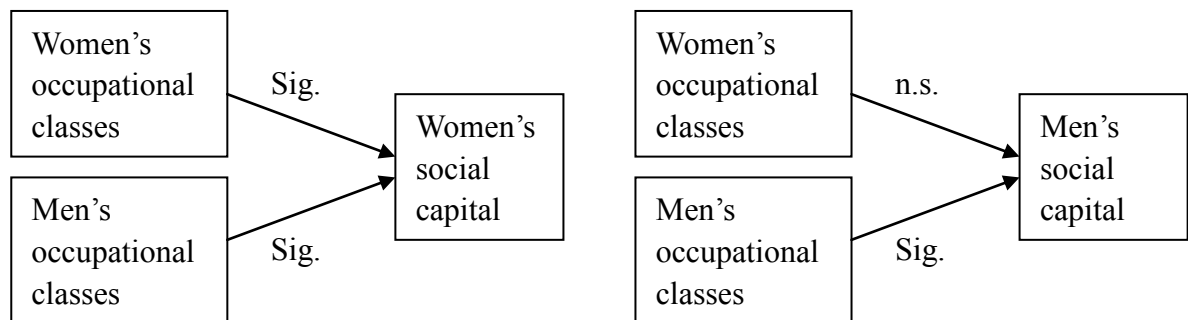 Women’s
occupational
classes
Sig.
Men’s
occupational
classes
Sig.
Women’s
social
capital
Women’s
occupational
classes
n.s.
Men’s
occupational
classes
Sig.
Men’s
social
capital